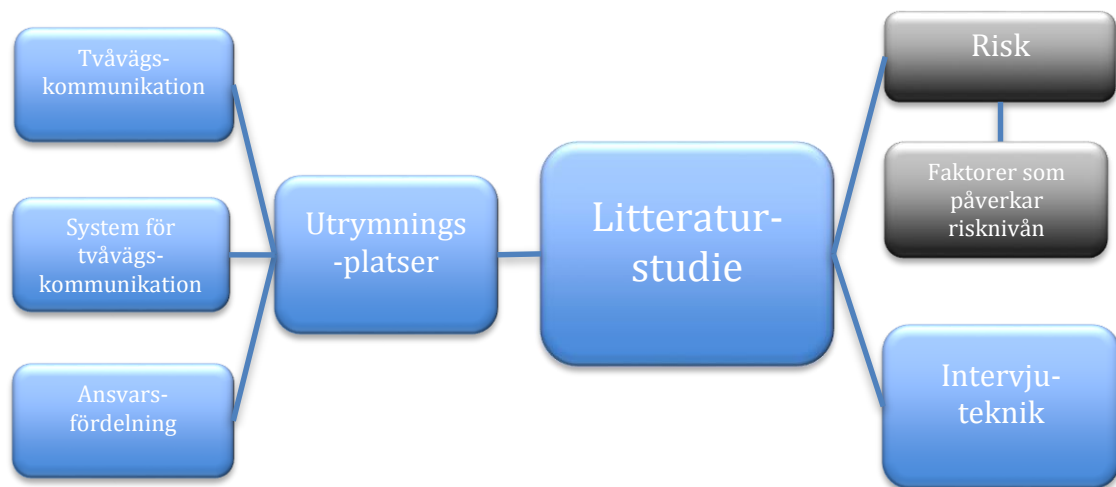 Tvåvägs-
kommunikation
System för
tvåvägs-
kommunikation
Ansvars-
fördelning
Utrymnings
-platser
Litteratur-
studie
Risk
Faktorer som
påverkar
risknivån
Intervju-
teknik